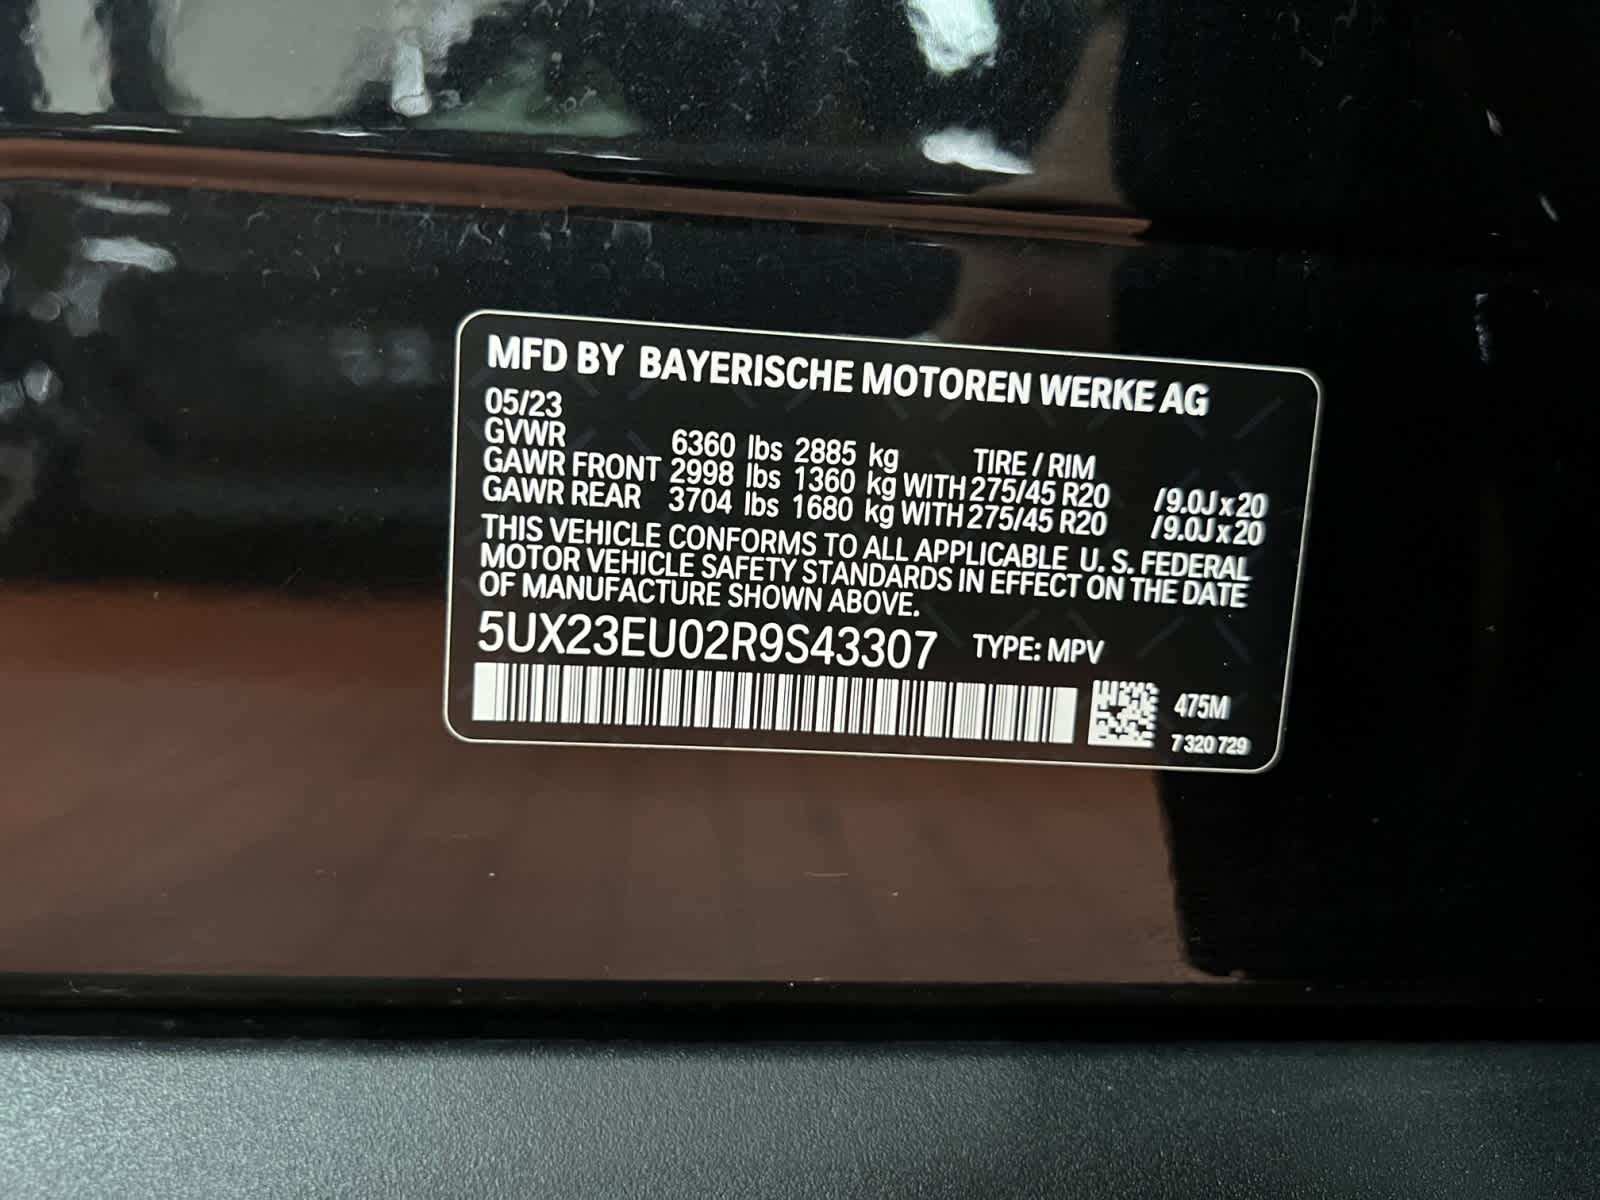 MFD BY BAYERISCHE MOTOREN WERKE AG
05/23
GVWR 6360 lbs 2885 kg TIRE / RIM
GAWR FRONT 2998 lbs 1360 kg WITH 275/45 R20 /9.0J x 20
GAWR REAR 3704 lbs 1680 kg WITH 275/45 R20 /9.0J x 20
THIS VEHICLE CONFORMS TO ALL APPLICABLE U. S. FEDERAL
MOTOR VEHICLE SAFETY STANDARDS IN EFFECT ON THE DATE
OF MANUFACTURE SHOWN ABOVE.
5UX23EU02R9S43307 TYPE: MPV
475M
7 320 729